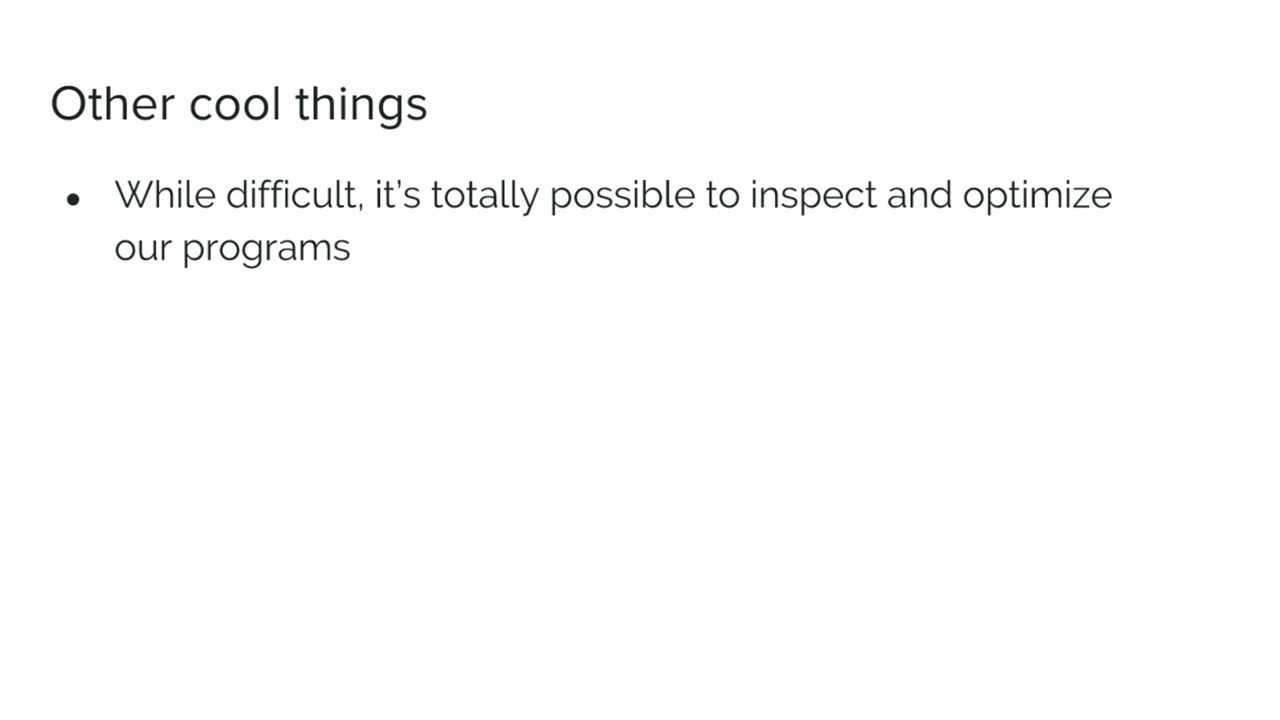 Other cool things
● While difficult, it’s totally possible to inspect and optimize
our programs